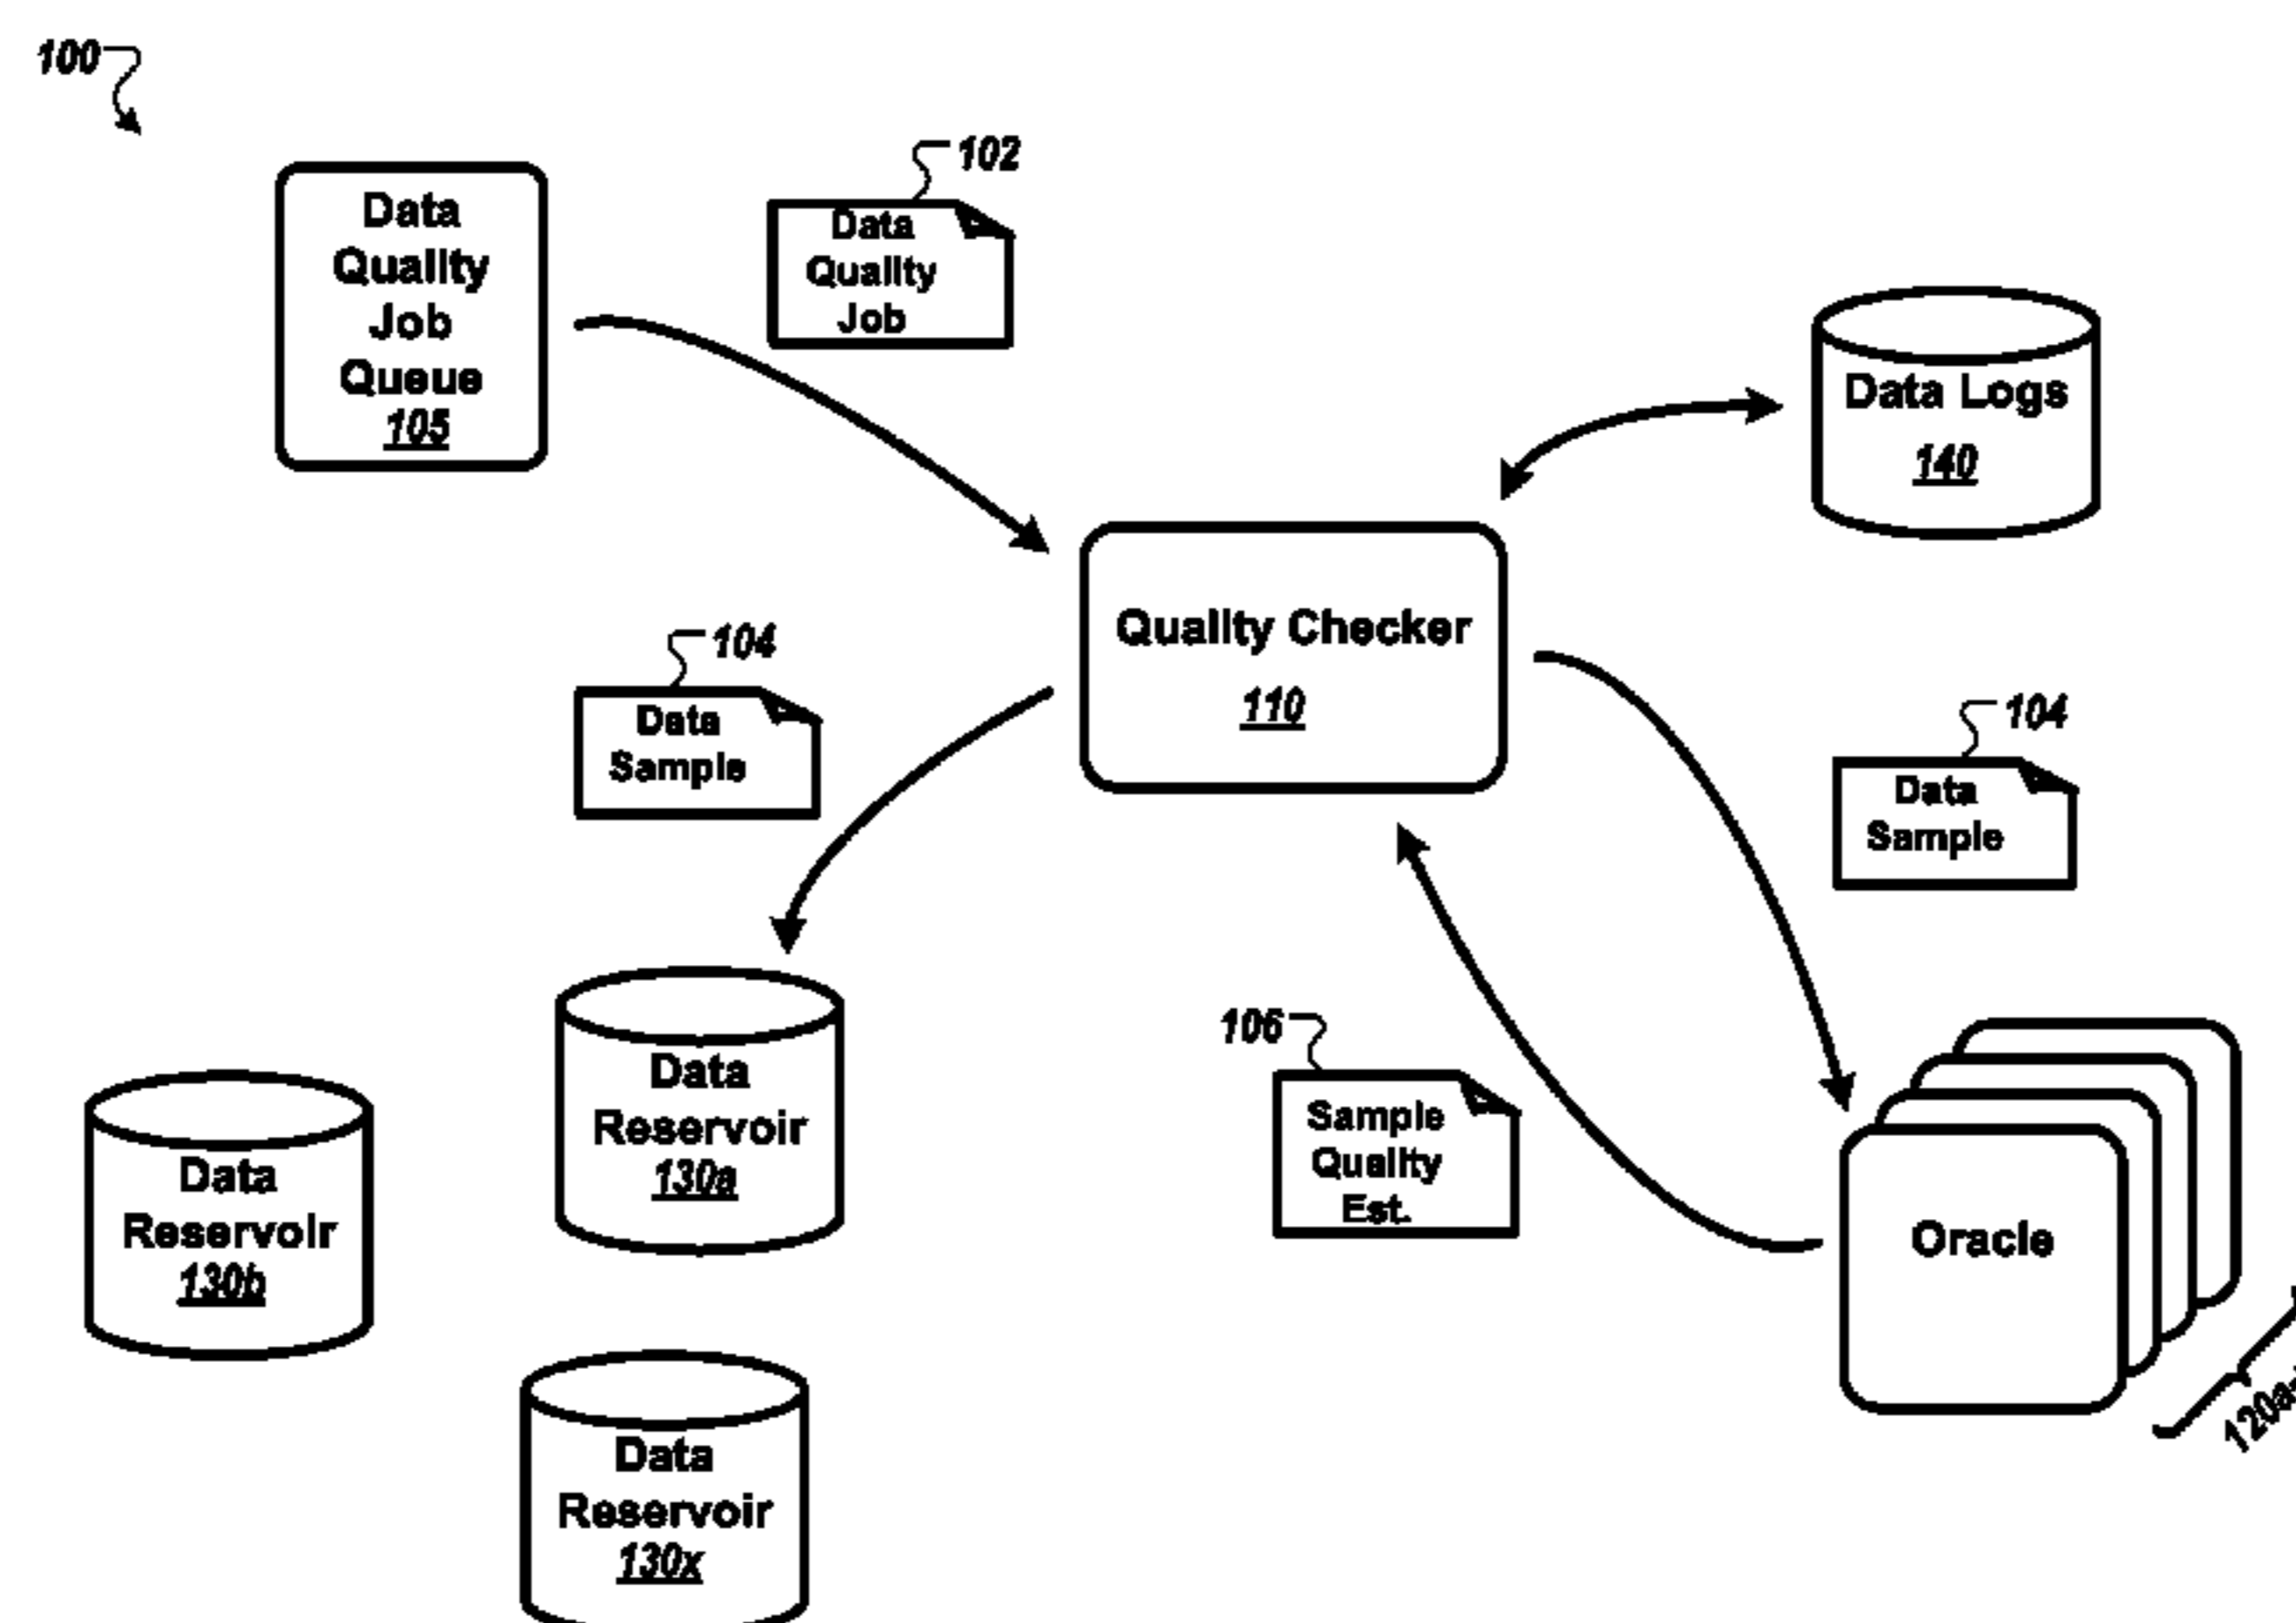 100
102
Data
Quality
Job
Queue
105
Data
Quality
Job
Data Logs
140
104
Data
Sample
Quality Checker
110
104
Data
Sample
106
Sample
Quality
Est.
Data
Reservoir
130a
Data
Reservoir
130b
Oracle
Data
Reservoir
130x